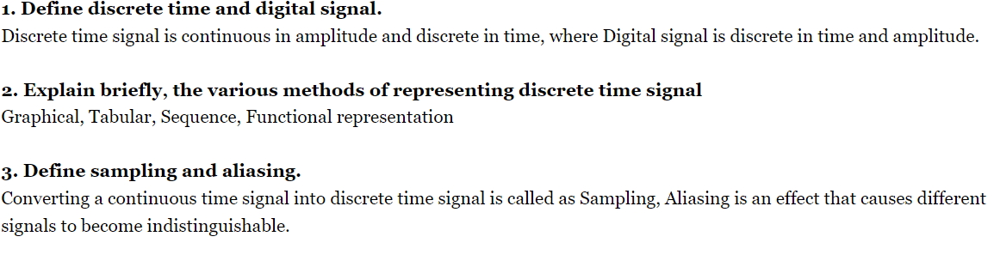 1. Define discrete time and digital signal.
Discrete time signal is continuous in amplitude and discrete in time, where Digital signal is discrete in time and amplitude.
2. Explain briefly, the various methods of representing discrete time signal
Graphical, Tabular, Sequence, Functional representation
3. Define sampling and aliasing.
Converting a continuous time signal into discrete time signal is called as Sampling, Aliasing is an effect that causes different
signals to become indistinguishable.